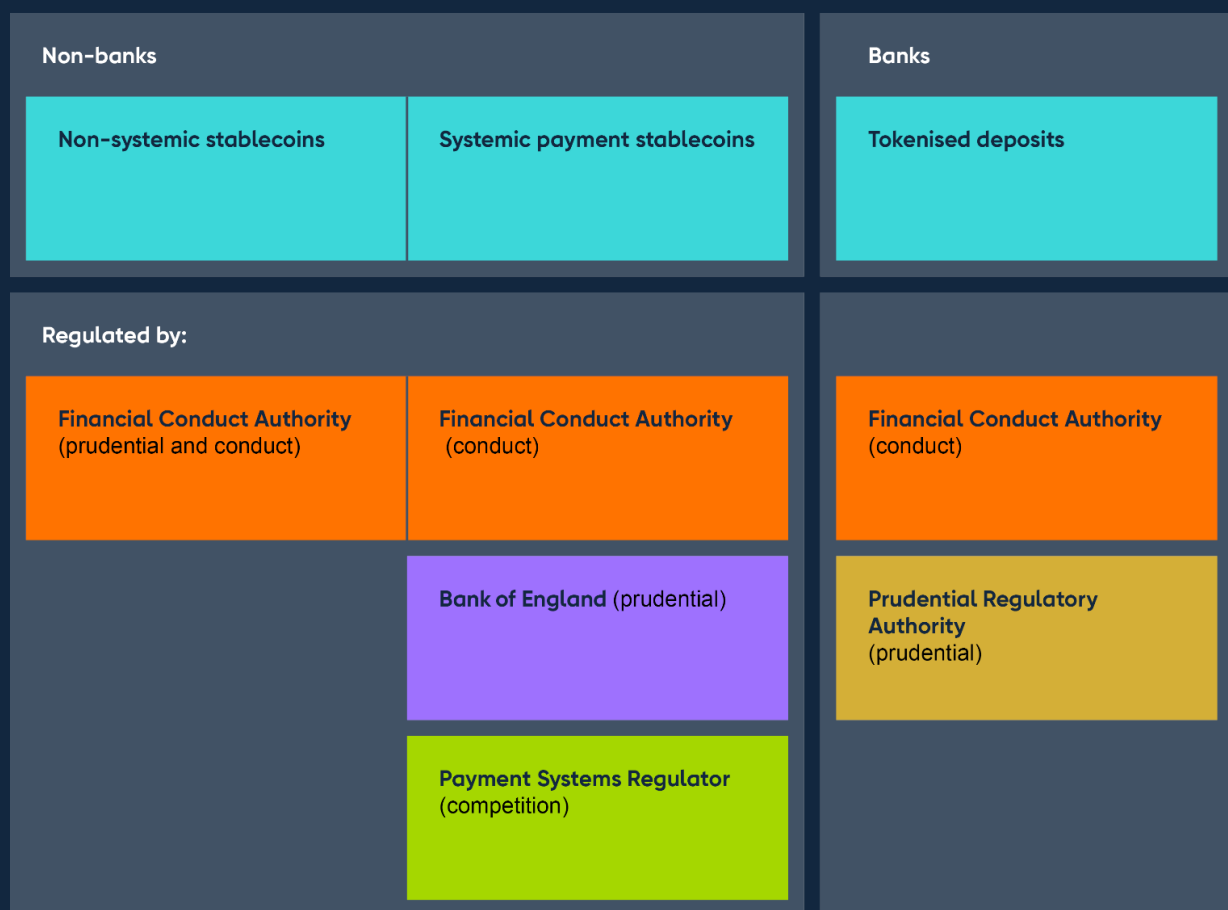 Non-banks
Banks
Non-systemic stablecoins
Systemic payment stablecoins
Tokenised deposits
Regulated by:
Financial Conduct Authority
(prudential and conduct)
Financial Conduct Authority
(conduct)
Financial Conduct Authority
(conduct)
Bank of England (prudential)
Prudential Regulatory
Authority
(prudential)
Payment Systems Regulator
(competition)